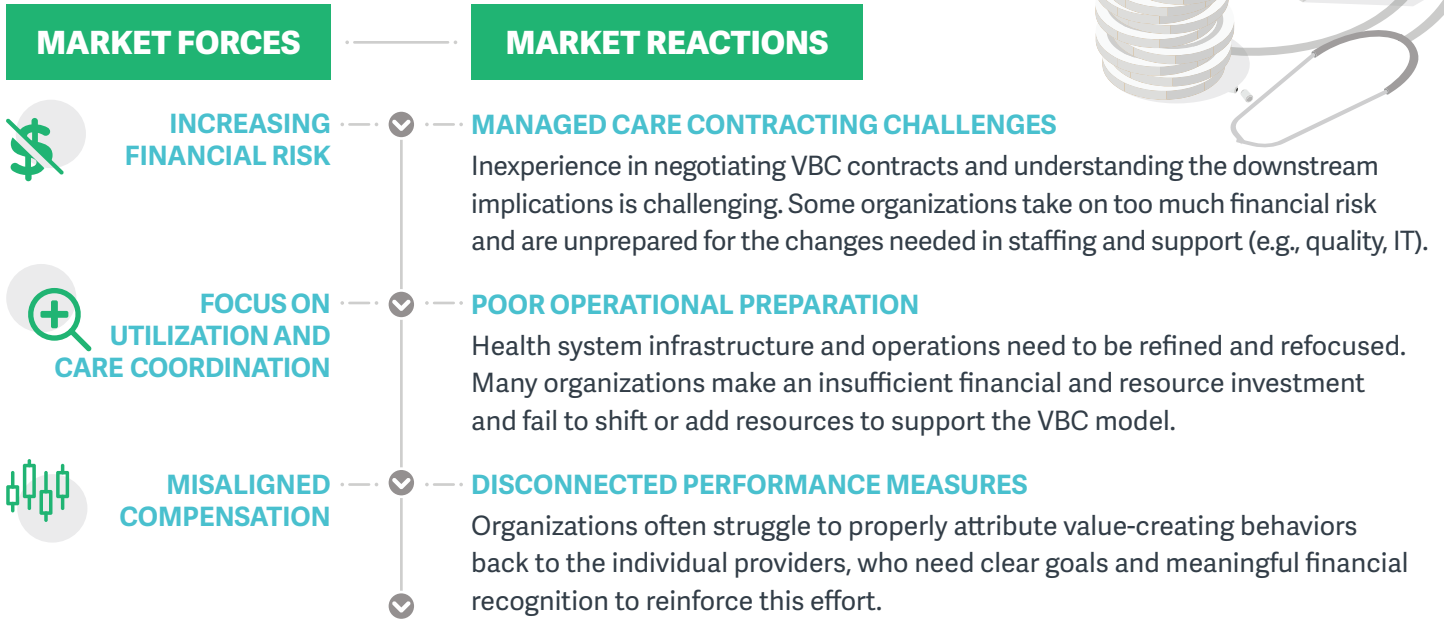 MARKET FORCES
MARKET REACTIONS
INCREASING
FINANCIAL RISK
MANAGED CARE CONTRACTING CHALLENGES
Inexperience in negotiating VBC contracts and understanding the downstream
implications is challenging. Some organizations take on too much financial risk
and are unprepared for the changes needed in staffing and support (e.g., quality, IT).
FOCUS ON
UTILIZATION AND
CARE COORDINATION
POOR OPERATIONAL PREPARATION
Health system infrastructure and operations need to be refined and refocused.
Many organizations make an insufficient financial and resource investment
and fail to shift or add resources to support the VBC model.
MISALIGNED
COMPENSATION
DISCONNECTED PERFORMANCE MEASURES
Organizations often struggle to properly attribute value-creating behaviors
back to the individual providers, who need clear goals and meaningful financial
recognition to reinforce this effort.